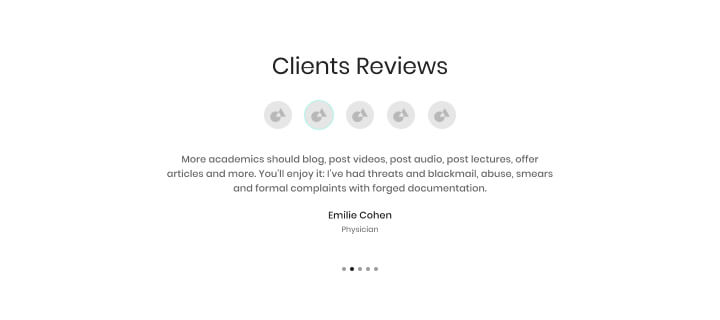 Clients Reviews
More academics should blog, post videos, post audio, post lectures, offer
articles and more. You'll enjoy it: I've had threats and blackmail, abuse, smears
and formal complaints with forged documentation.
Emilie Cohen
Physician